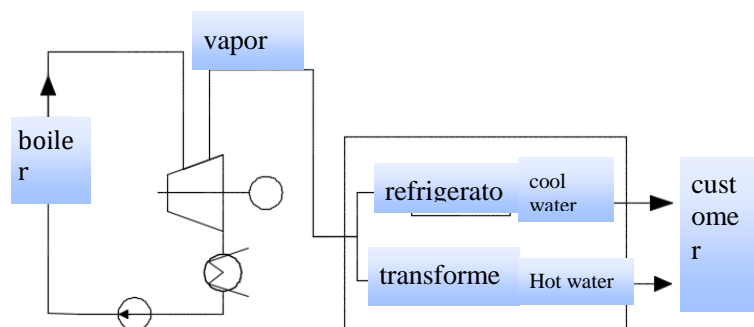 vapor
boile
r
refrigerato
cool
water
cust
ome
r
transforme
Hot water